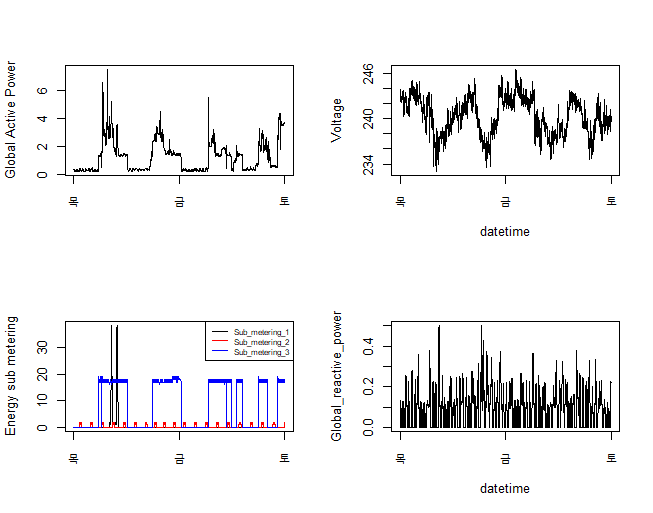 Global Active Power
0 2 4 6
목 금 토
Voltage
234 240 246
목 금 토
datetime
Energy sub metering
0 10 20 30
Sub_metering_1
Sub_metering_2
Sub_metering_3
목 금 토
Global_reactive_power
0.0 0.2 0.4
목 금 토
datetime